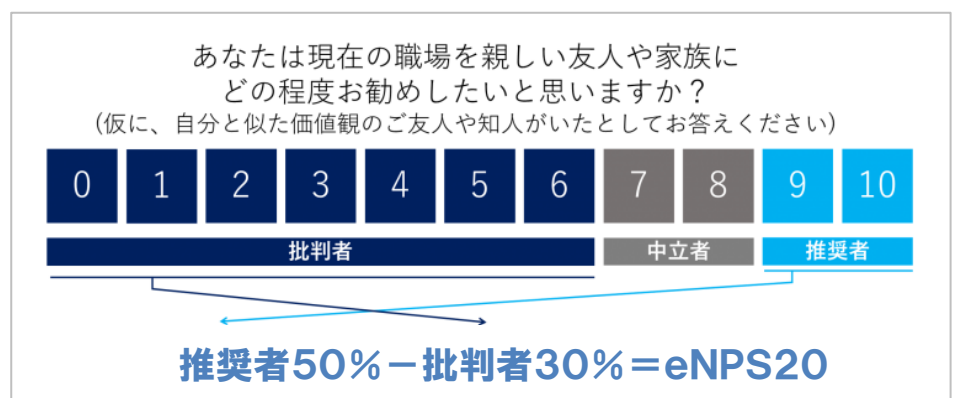 あなたは現在の職場を親しい友人や家族に
どの程度お勧めしたいと思いますか？
(仮に、自分と似た価値観のご友人や知人がいたとしてお答えください)
0 1 2 3 4 5 6 7 8 9 10
批判者 中立者 推奨者
推奨者50％－批判者30％＝eNPS20